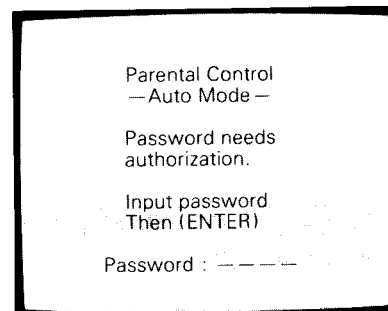 Parental Control
— Auto Mode —
Password needs
authorization.
Input password
Then (ENTER)
Password : — — — —